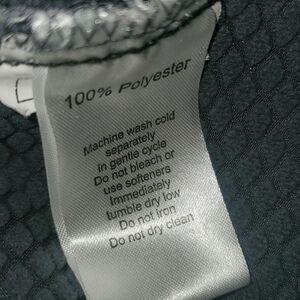 100% Polyester
Machine wash cold
separately
In gentle cycle
Do not bleach or
use softeners
Immediately
tumble dry low
Do not iron
Do not dry clean